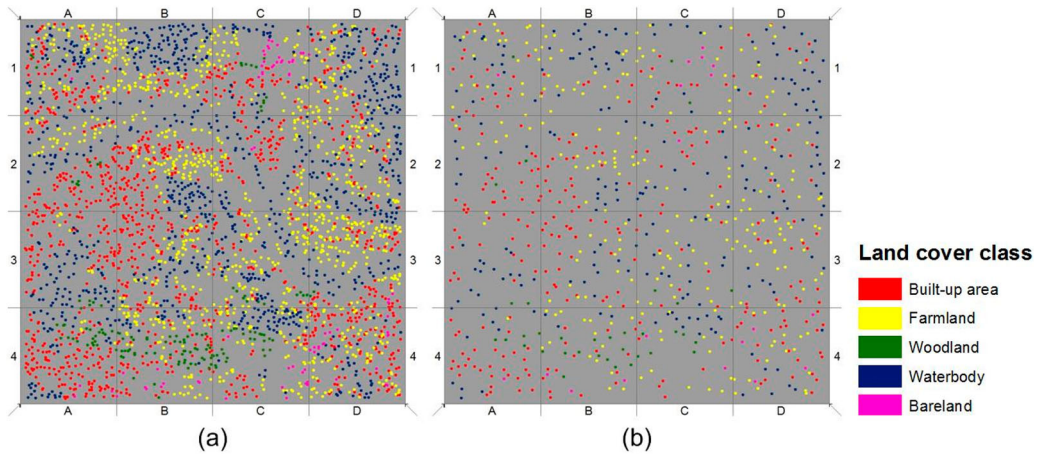 A B C D A B C D
1 1 1 1
2 2 2 2
3 3 3 3
4 4 4 4
A B C D A B C D
(a) (b)
Land cover class
Built-up area
Farmland
Woodland
Waterbody
Bareland